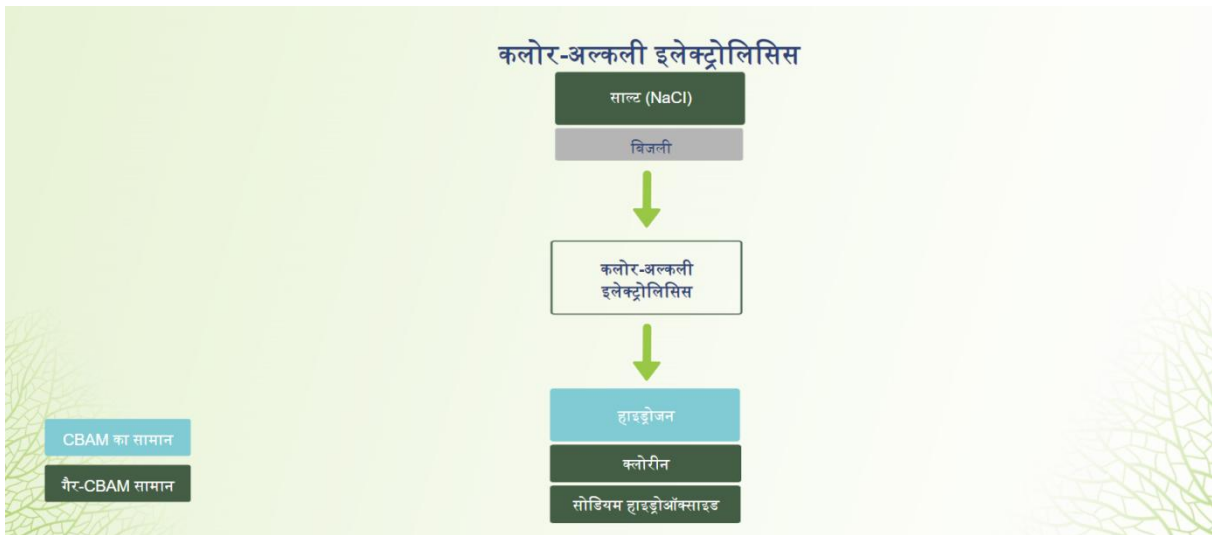 कलोर-अल्कली इलेक्ट्रोलिसिस
साल्ट (NaCl)
बिजली
कलोर-अल्कली
इलेक्ट्रोलिसिस
हाइड्रोजन
क्लोरीन
सोडियम हाइड्रोऑक्साइड
CBAM का सामान
गैर-CBAM सामान